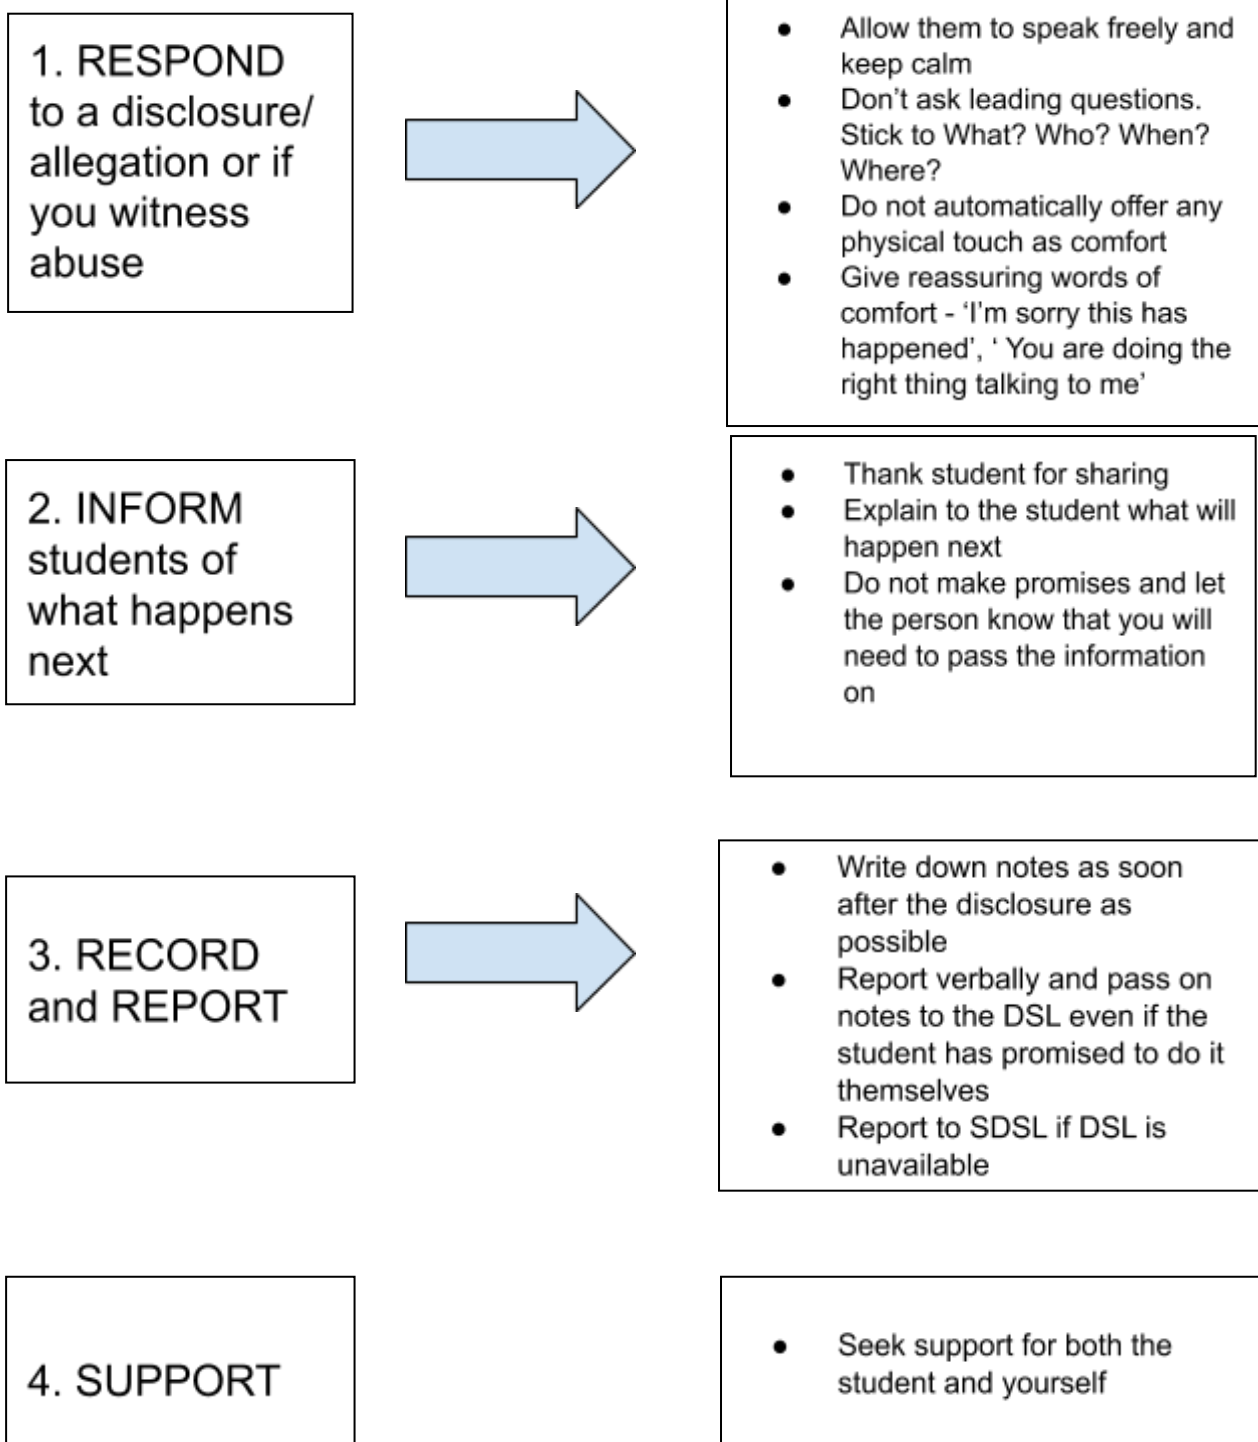 1. RESPOND
to a disclosure/
allegation or if
you witness
abuse
● Allow them to speak freely and
keep calm
● Don’t ask leading questions.
Stick to What? Who? When?
Where?
● Do not automatically offer any
physical touch as comfort
● Give reassuring words of
comfort - ‘I’m sorry this has
happened’, ‘ You are doing the
right thing talking to me’
2. INFORM
students of
what happens
next
● Thank student for sharing
● Explain to the student what will
happen next
● Do not make promises and let
the person know that you will
need to pass the information
on
3. RECORD
and REPORT
● Write down notes as soon
after the disclosure as
possible
● Report verbally and pass on
notes to the DSL even if the
student has promised to do it
themselves
● Report to SDSL if DSL is
unavailable
4. SUPPORT
● Seek support for both the
student and yourself